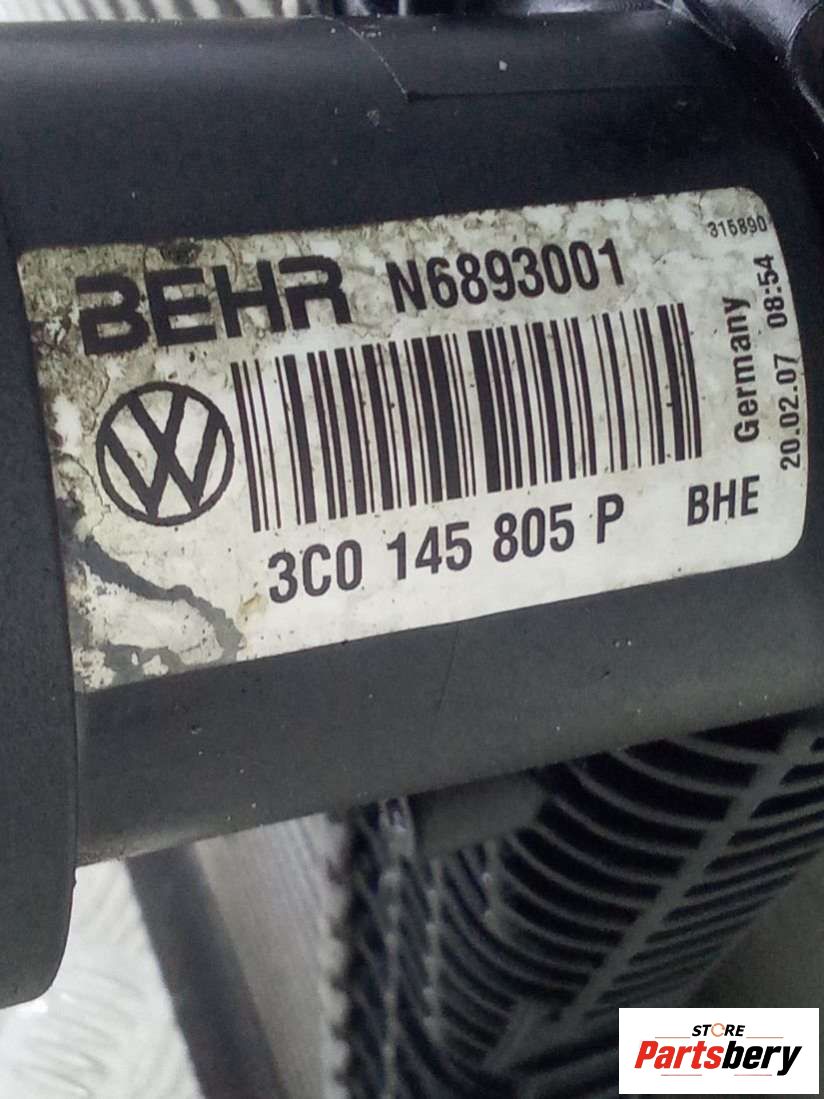 315890
BEHR N6893001
Germany
20.02.07 08:54
3C0 145 805 P BHE
STORE
Partsbery